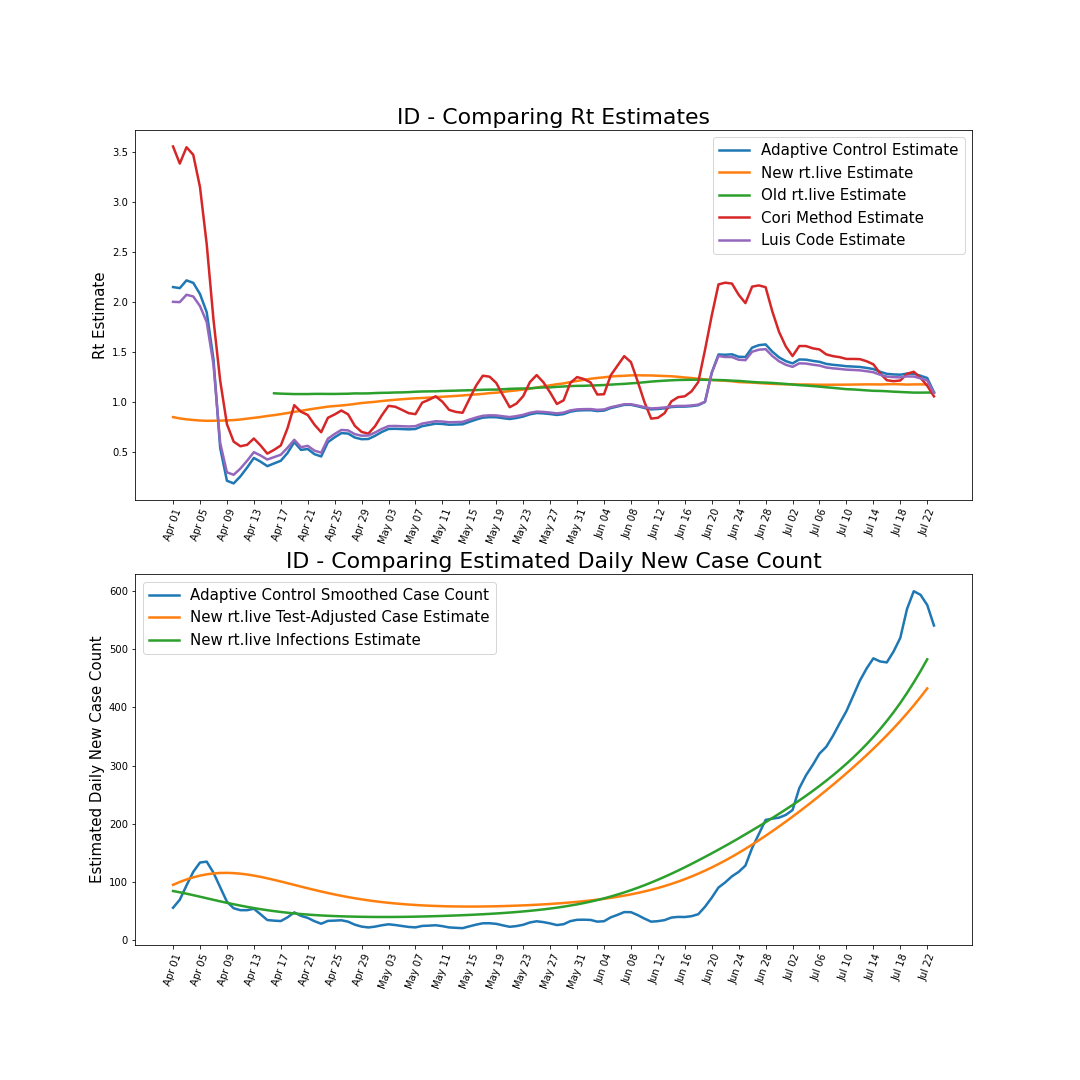 ID - Comparing Rt Estimates
Adaptive Control Estimate
New rt.live Estimate
Old rt.live Estimate
Cori Method Estimate
Luis Code Estimate
Rt Estimate
3.5
3.0
2.5
2.0
1.5
1.0
0.5
Apr 01 Apr 05 Apr 09 Apr 13 Apr 17 Apr 21 Apr 25 Apr 29 May 03 May 07 May 11 May 15 May 19 May 23 May 27 May 31 Jun 04 Jun 08 Jun 12 Jun 16 Jun 20 Jun 24 Jun 28 Jul 02 Jul 06 Jul 10 Jul 14 Jul 18 Jul 22
ID - Comparing Estimated Daily New Case Count
Adaptive Control Smoothed Case Count
New rt.live Test-Adjusted Case Estimate
New rt.live Infections Estimate
Estimated Daily New Case Count
600
500
400
300
200
100
0
Apr 01 Apr 05 Apr 09 Apr 13 Apr 17 Apr 21 Apr 25 Apr 29 May 03 May 07 May 11 May 15 May 19 May 23 May 27 May 31 Jun 04 Jun 08 Jun 12 Jun 16 Jun 20 Jun 24 Jun 28 Jul 02 Jul 06 Jul 10 Jul 14 Jul 18 Jul 22